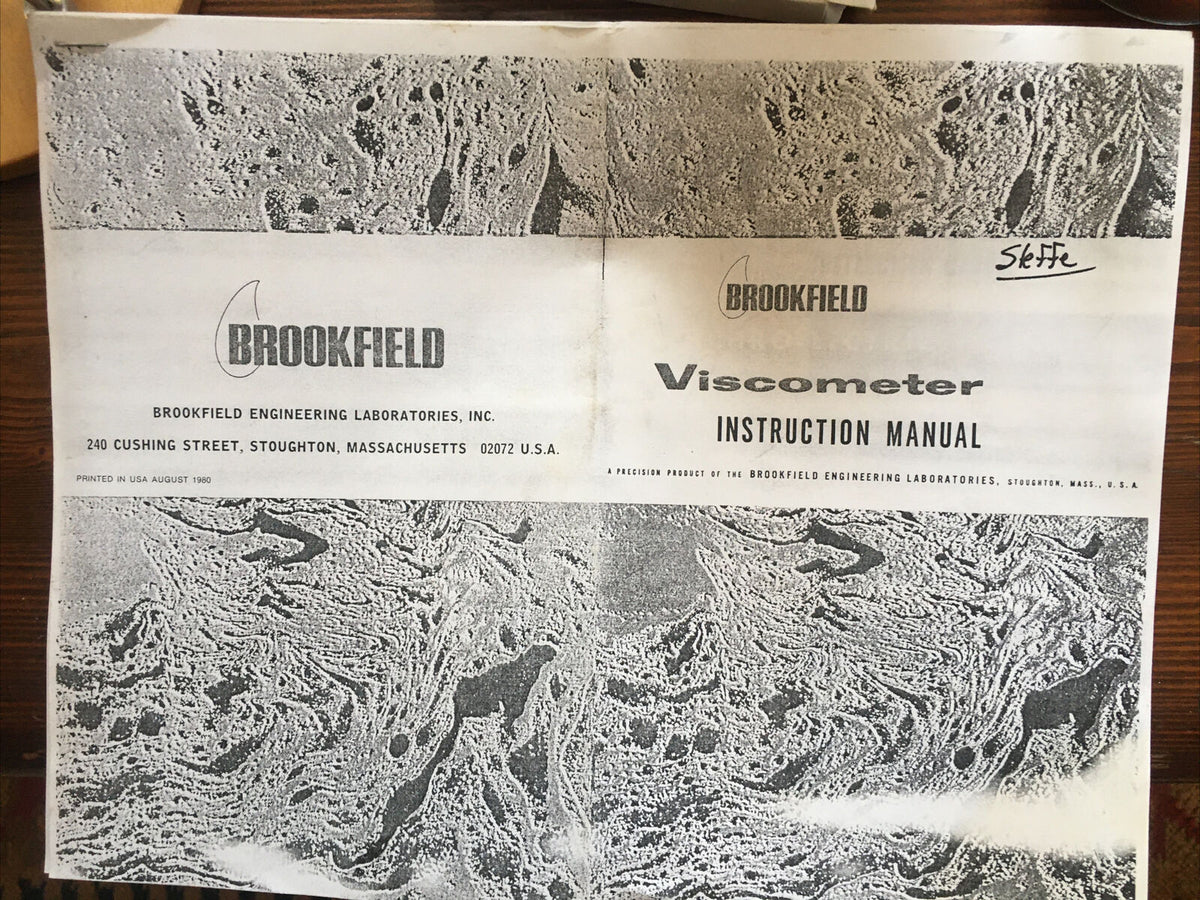 BROOKFIELD
BROOKFIELD ENGINEERING LABORATORIES, INC.
240 CUSHING STREET, STOUGHTON, MASSACHUSETTS 02072 U.S.A.
PRINTED IN USA AUGUST 1980
Steffe
BROOKFIELD
Viscometer
INSTRUCTION MANUAL
A PRECISION PRODUCT OF THE BROOKFIELD ENGINEERING LABORATORIES, STOUGHTON, MASS., U.S.A.